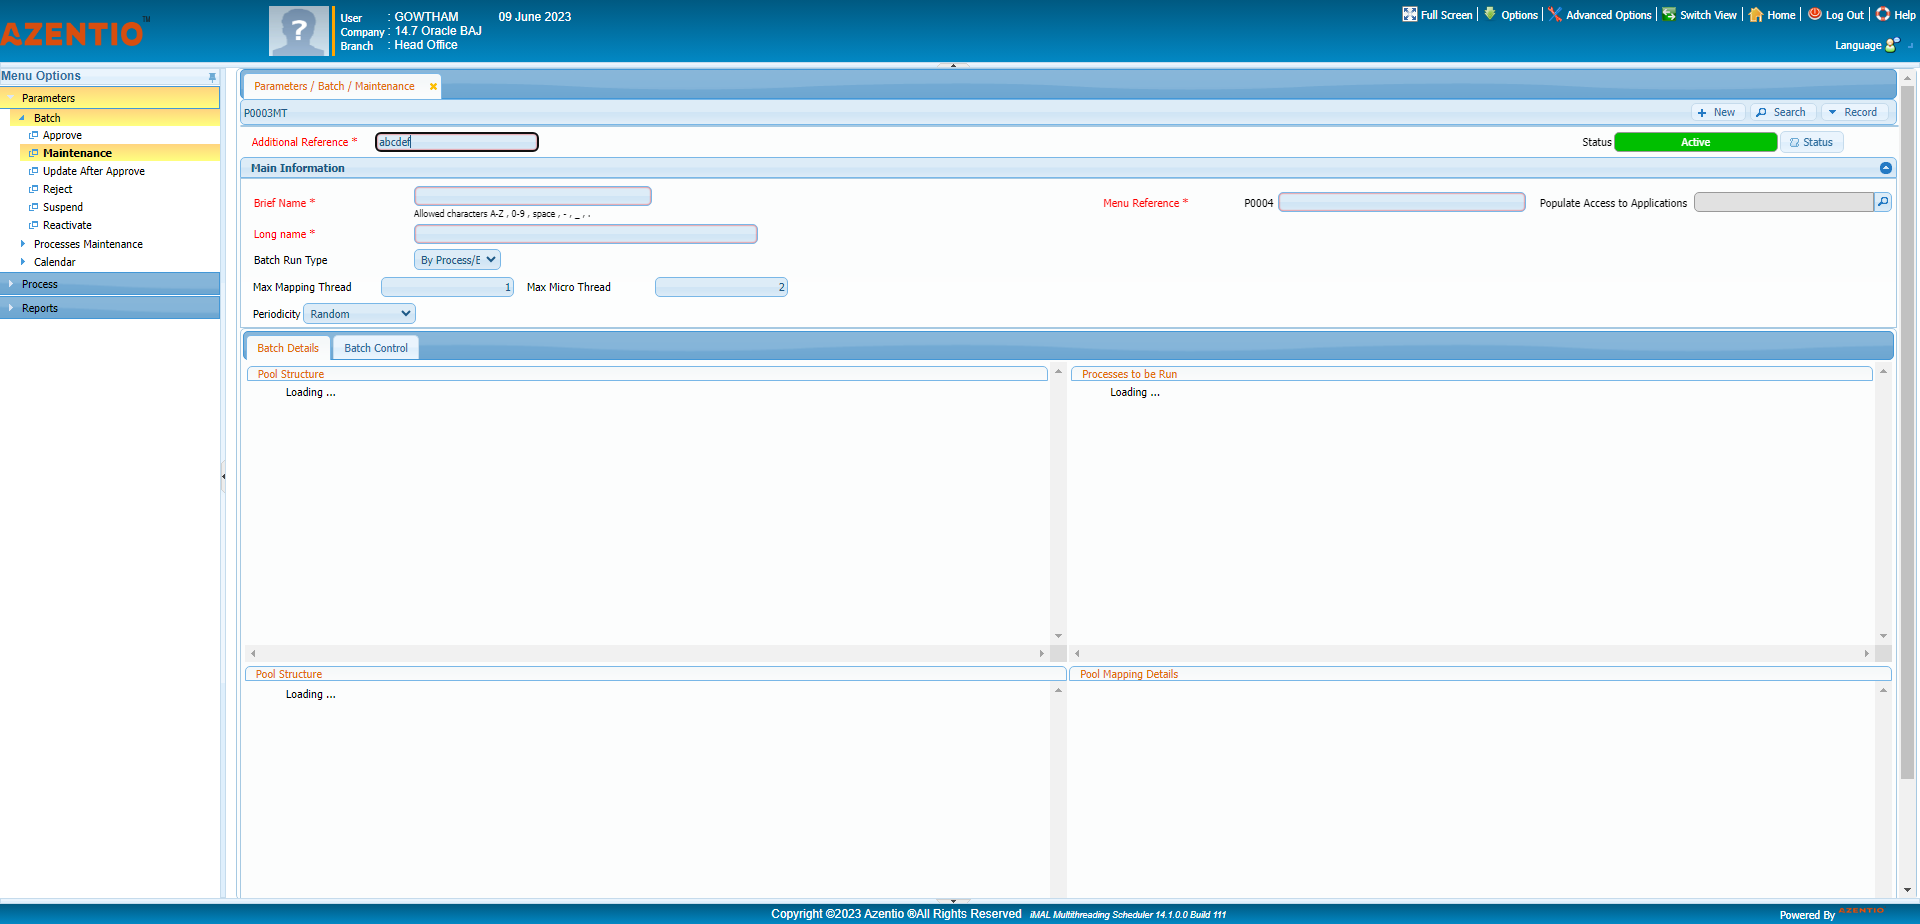 AZENTIO™
User : GOWTHAM 09 June 2023
Company : 14.7 Oracle BAJ
Branch : Head Office
Full Screen Options Advanced Options Switch View Home Log Out Help
Language
Menu Options
Parameters
Batch
Approve
Maintenance
Update After Approve
Reject
Suspend
Reactivate
Processes Maintenance
Calendar
Process
Reports
Parameters / Batch / Maintenance
P0003MT
New Search Record
Additional Reference * abcdef
Status Active Status
Main Information
Brief Name *
Allowed characters A-Z , 0-9 , space , - , _ , .
Menu Reference * P0004
Populate Access to Applications
Long name *
Batch Run Type By Process/E
Max Mapping Thread 1 Max Micro Thread 2
Periodicity Random
Batch Details Batch Control
Pool Structure
Loading ...
Processes to be Run
Loading ...
Pool Structure
Loading ...
Pool Mapping Details
Copyright ©2023 Azentio ®All Rights Reserved iMAL Multithreading Scheduler 14.1.0.0 Build 111
Powered By AZENTIO